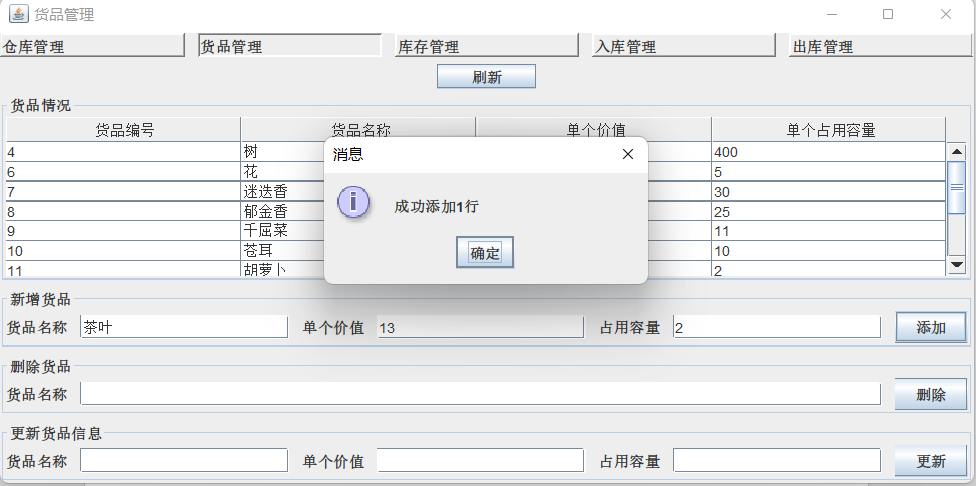 货品管理
仓库管理 货品管理 库存管理 入库管理 出库管理
刷新
货品情况
货品编号 货品名称 单个价值 单个占用容量
4 树 400
6 花 5
7 迷迭香 30
8 郁金香 25
9 千屈菜 11
10 苍耳 10
11 胡萝卜 2
消息
成功添加1行
确定
新增货品
货品名称 茶叶 单个价值 13 占用容量 2 添加
删除货品
货品名称 删除
更新货品信息
货品名称 单个价值 占用容量 更新